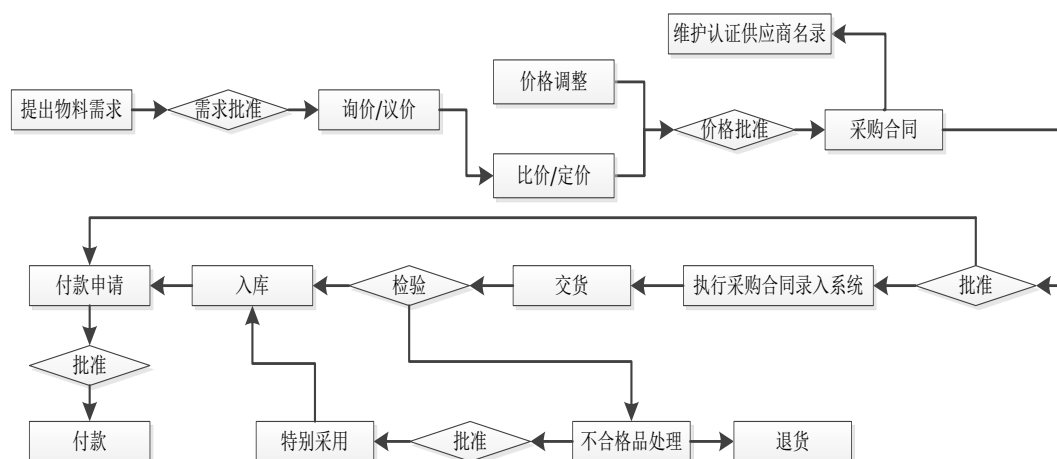 维护认证供应商名录
价格调整
提出物料需求
需求批准
询价/议价
价格批准
采购合同
比价/定价
付款申请
入库
检验
交货
执行采购合同录入系统
批准
批准
付款
特别采用
批准
不合格品处理
退货